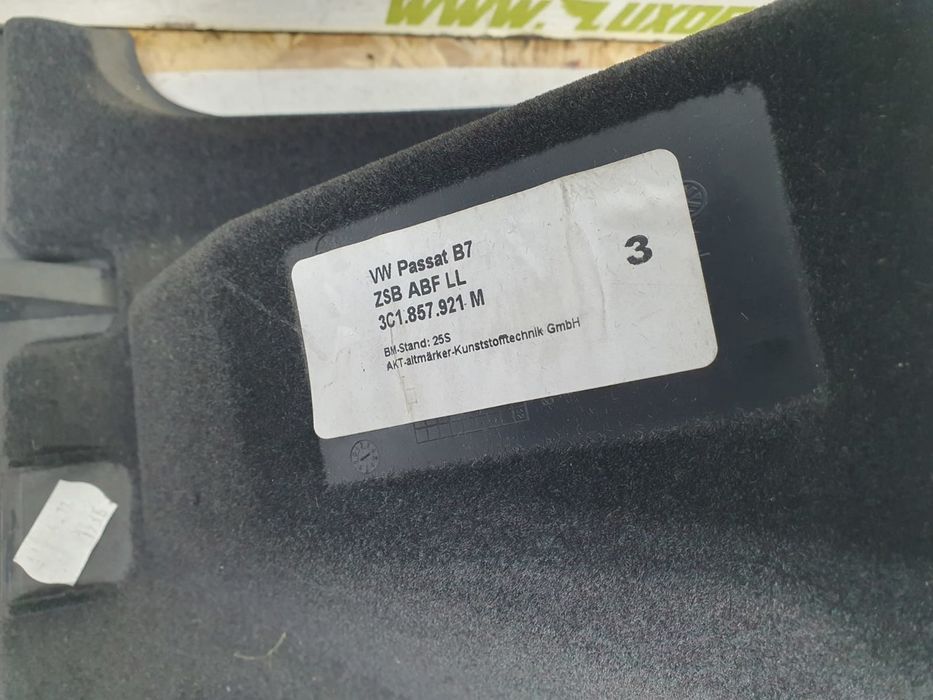 VW Passat B7
ZSB ABF LL
3C1.857.921 M
3
BM-Stand: 25S
AKT-altmärker-Kunststofftechnik GmbH